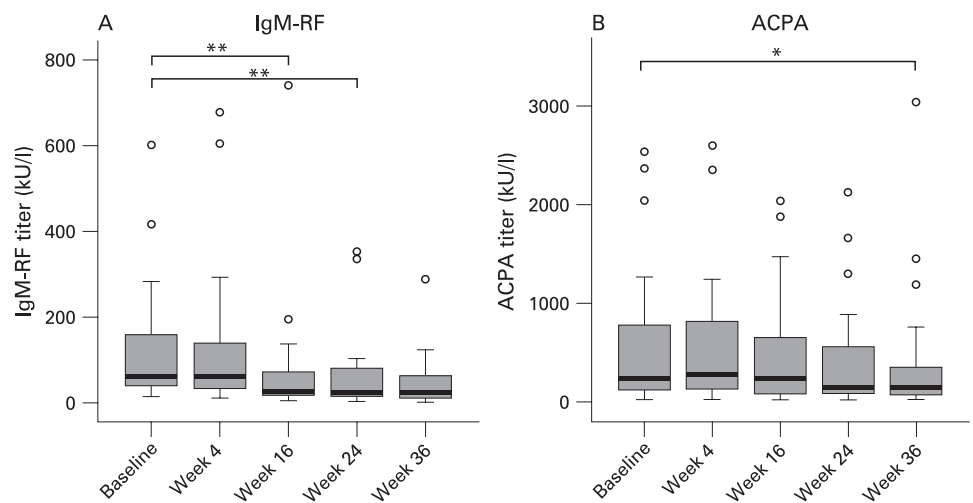 A
IgM-RF
IgM-RF titer (kU/l)
800
600
400
200
0
**
**
Baseline
Week 4
Week 16
Week 24
Week 36
B
ACPA
ACPA titer (kU/l)
3000
2000
1000
0
*
Baseline
Week 4
Week 16
Week 24
Week 36